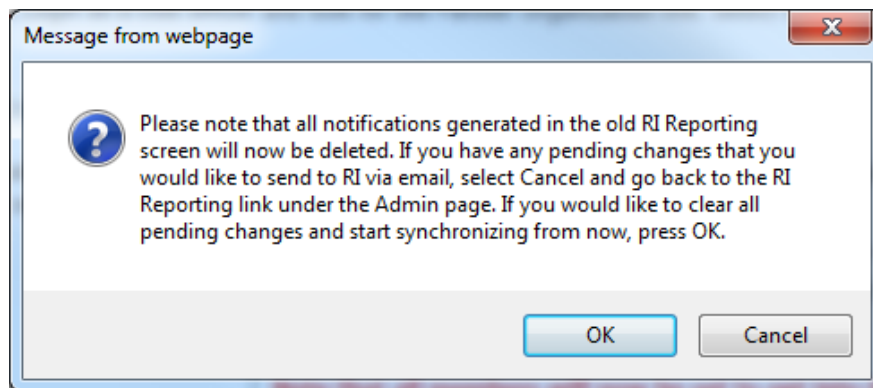 Message from webpage
Please note that all notifications generated in the old RI Reporting
screen will now be deleted. If you have any pending changes that you
would like to send to RI via email, select Cancel and go back to the RI
Reporting link under the Admin page. If you would like to clear all
pending changes and start synchronizing from now, press OK.
OK
Cancel